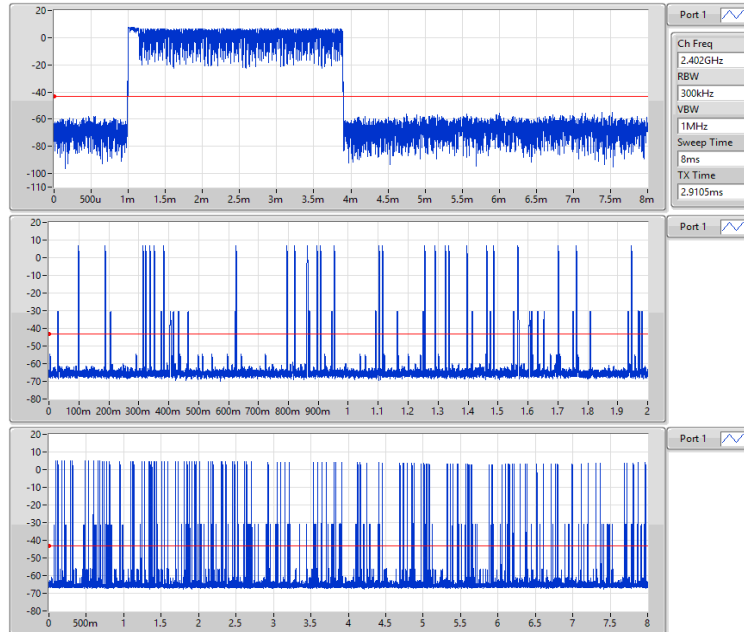 20
0
-20
-40
-60
-80
-100
-110
0 500u 1m 1.5m 2m 2.5m 3m 3.5m 4m 4.5m 5m 5.5m 6m 6.5m 7m 7.5m 8m
Port 1
Ch Freq
2.402GHz
RBW
300kHz
VBW
1MHz
Sweep Time
8ms
TX Time
2.9105ms
20
10
0
-10
-20
-30
-40
-50
-60
-70
-80
0 100m 200m 300m 400m 500m 600m 700m 800m 900m 1 1.1 1.2 1.3 1.4 1.5 1.6 1.7 1.8 1.9 2
Port 1
20
10
0
-10
-20
-30
-40
-50
-60
-70
-80
0 500m 1 1.5 2 2.5 3 3.5 4 4.5 5 5.5 6 6.5 7 7.5 8
Port 1